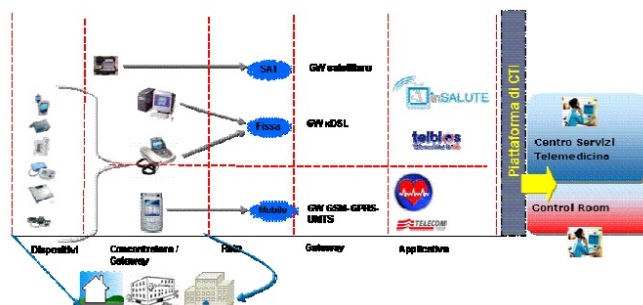 SAT
GW satellitare
inSALUTE
Fissa
GW xDSL
telbios
Mobile
GW GSM-GPRS-
UMTS
TELECOM
Dispositivi
Concentratore /
Gateway
Rete
Gateway
Applicativo
Piattaforma di CTI
Centro Servizi
Telemedicina
Control Room